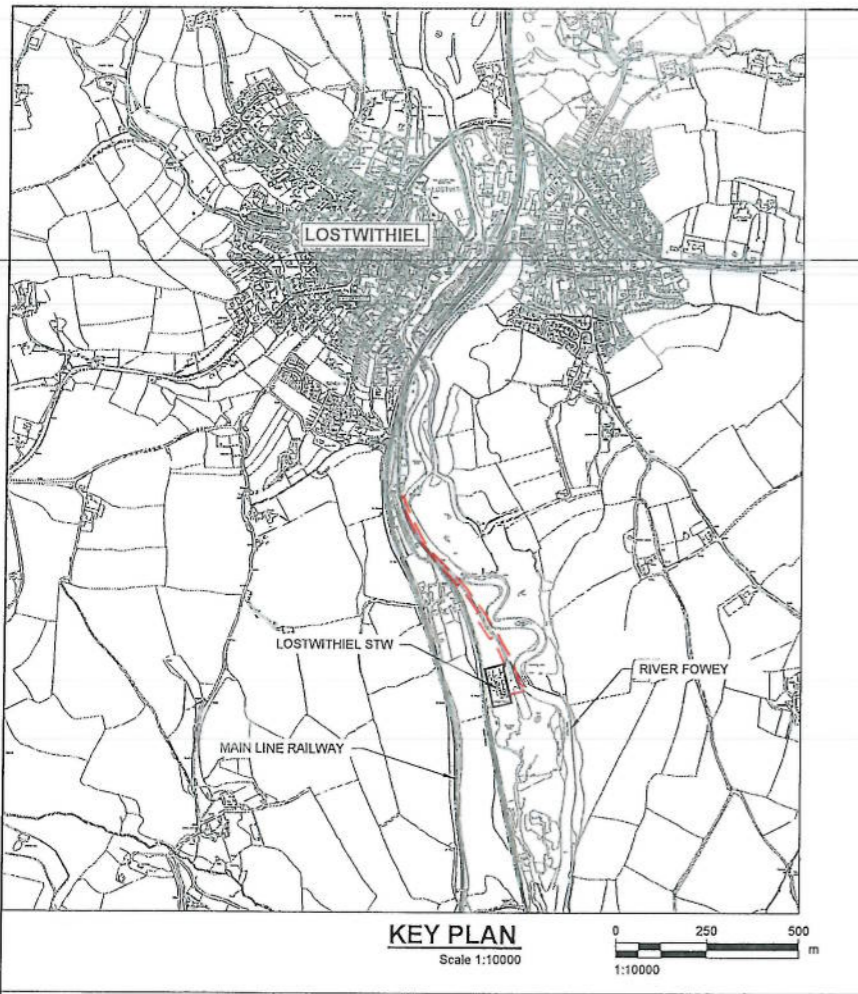 LOSTWITHIEL
LOSTWITHIEL STW
RIVER FOWEY
MAIN LINE RAILWAY
KEY PLAN
Scale 1:10000
0 250 500
m
1:10000